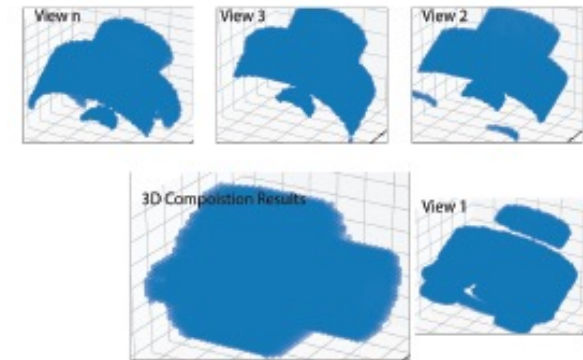 View n
View 3
View 2
3D Compoistion Results
View 1